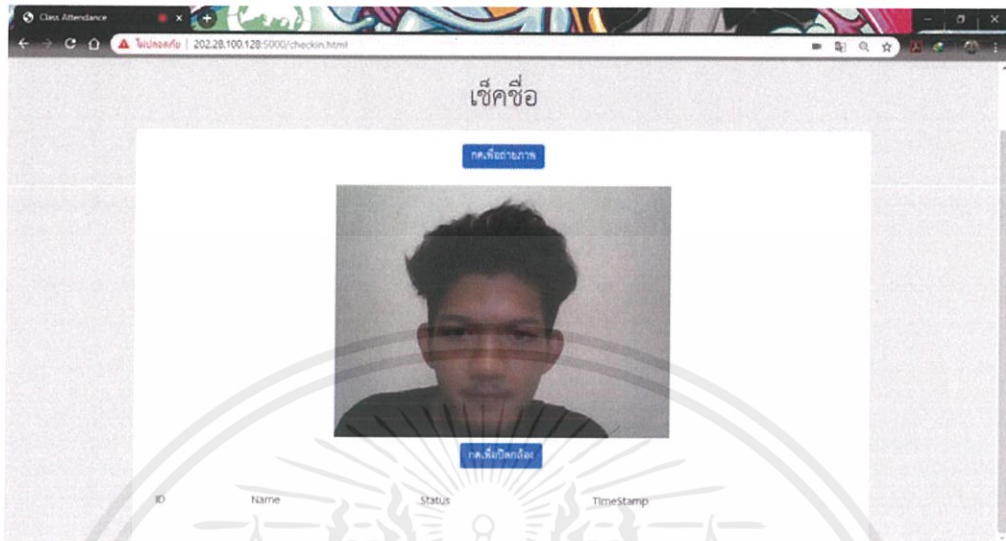 Class Attendance
ไม่ปลอดภัย | 202.28.100.128:5000/checkin.html
เช็คชื่อ
กดเพื่อถ่ายภาพ
กดเพื่อปิดกล้อง
ID Name Status TimeStamp